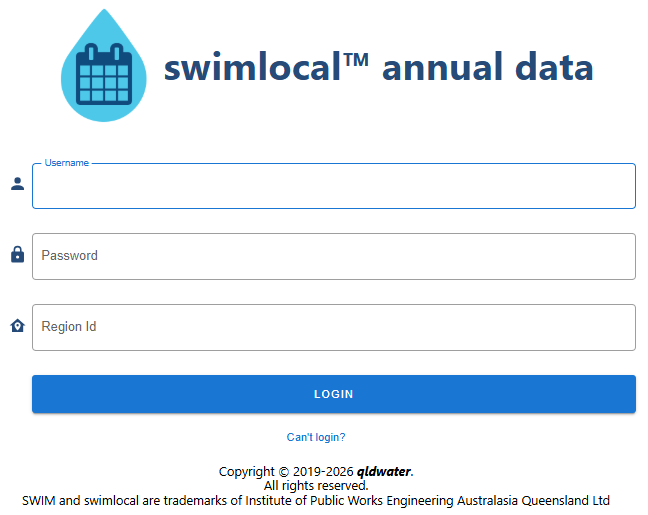 swimlocal™ annual data
Username
Password
Region Id
LOGIN
Can't login?
Copyright © 2019-2026 qldwater.
All rights reserved.
SWIM and swimlocal are trademarks of Institute of Public Works Engineering Australasia Queensland Ltd